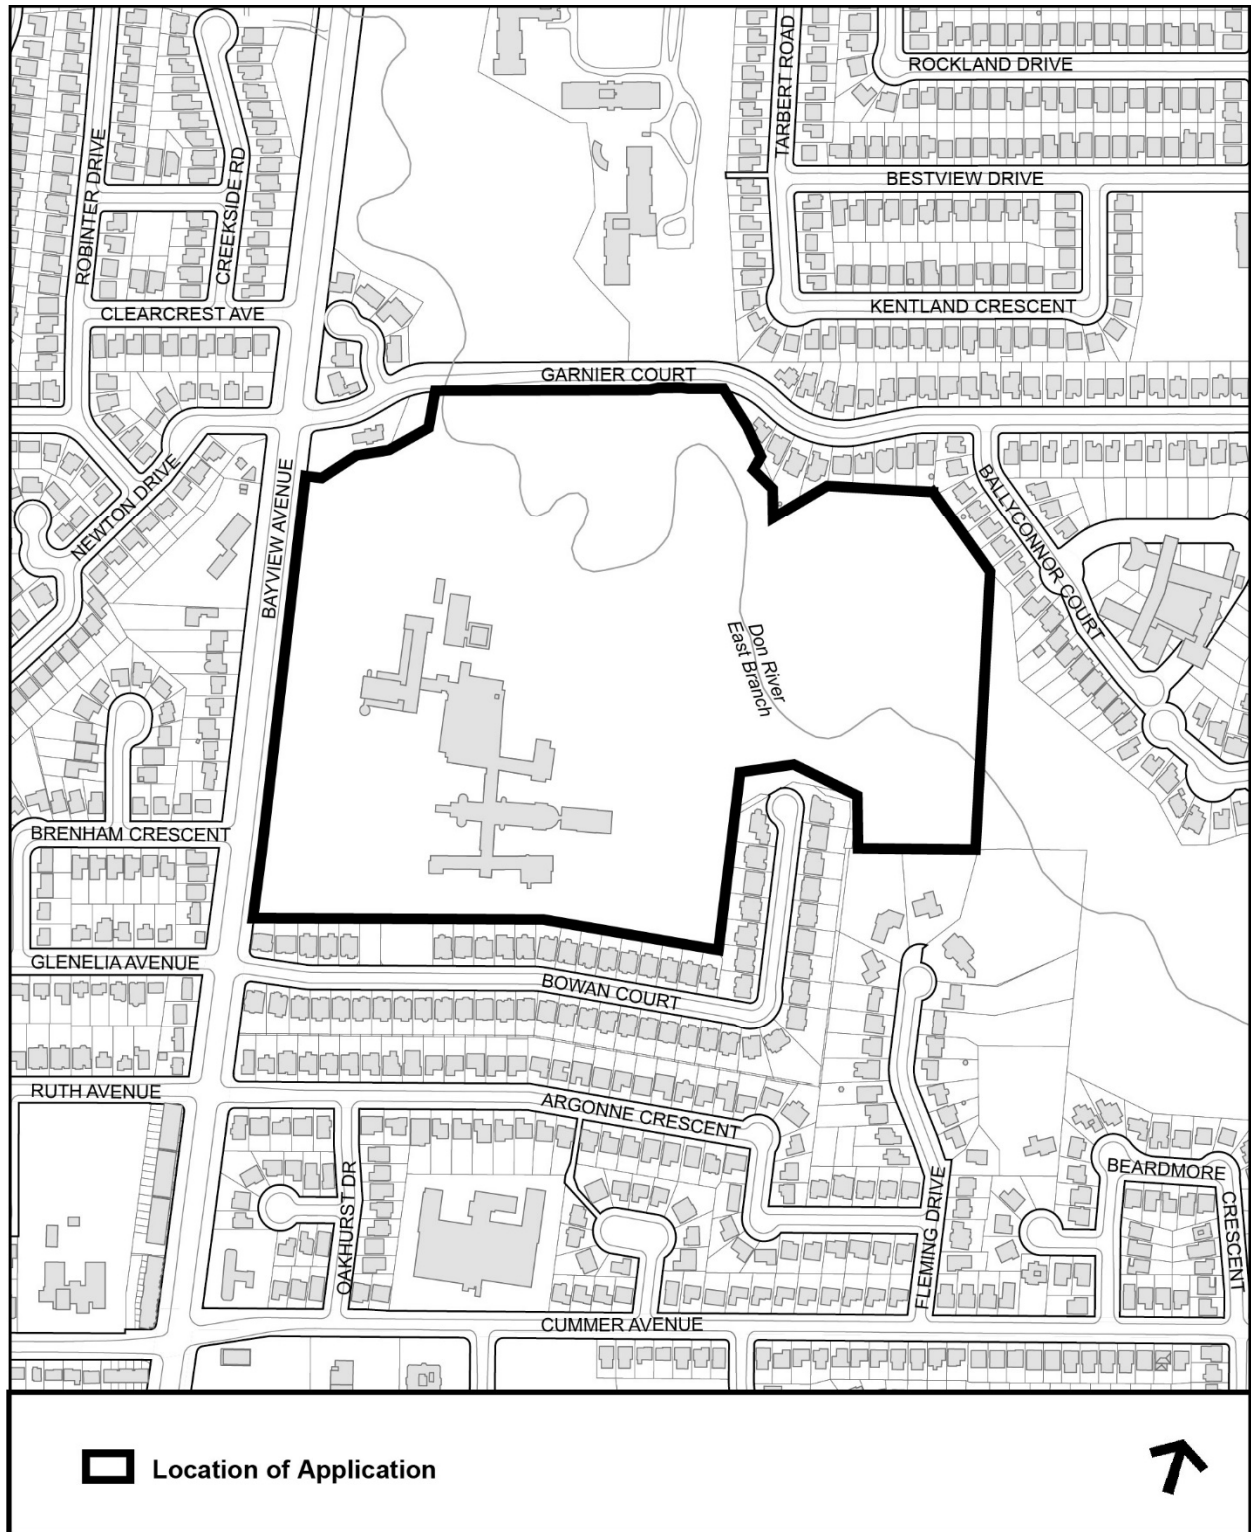 TARBERT ROAD
ROCKLAND DRIVE
ROBINTER DRIVE
CREEKSIDE RD
BESTVIEW DRIVE
CLEARCREST AVE
KENTLAND CRESCENT
GARNIER COURT
NEWTON DRIVE
BAYVIEW AVENUE
BALLYCONNOR COURT
Don River
East Branch
BRENHAM CRESCENT
GLENELIA AVENUE
BOWAN COURT
RUTH AVENUE
ARGONNE CRESCENT
OAKHURST DR
FLEMING DRIVE
BEARDMORE
CRESCENT
CUMMER AVENUE
Location of Application